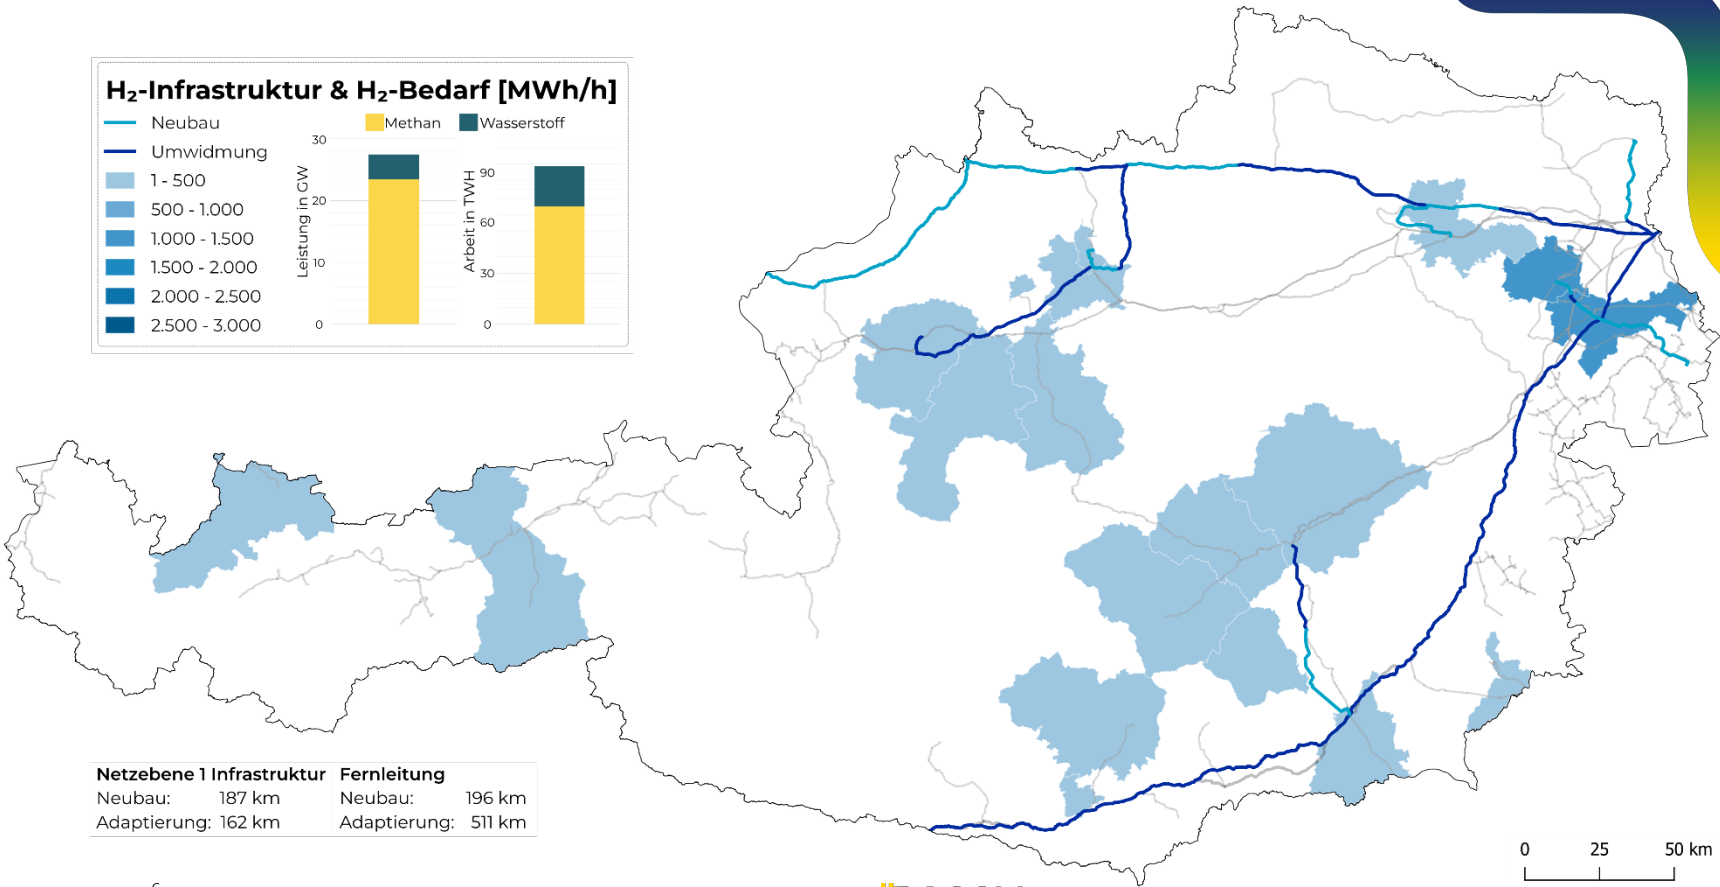 H₂-Infrastruktur & H₂-Bedarf [MWh/h]
Neubau
Umwidmung
1 - 500
500 - 1.000
1.000 - 1.500
1.500 - 2.000
2.000 - 2.500
2.500 - 3.000
Methan Wasserstoff
Leistung in GW
30
20
10
0
Arbeit in TWH
90
60
30
0
Netzebene 1 Infrastruktur Fernleitung
Neubau: 187 km Neubau: 196 km
Adaptierung: 162 km Adaptierung: 511 km
0 25 50 km